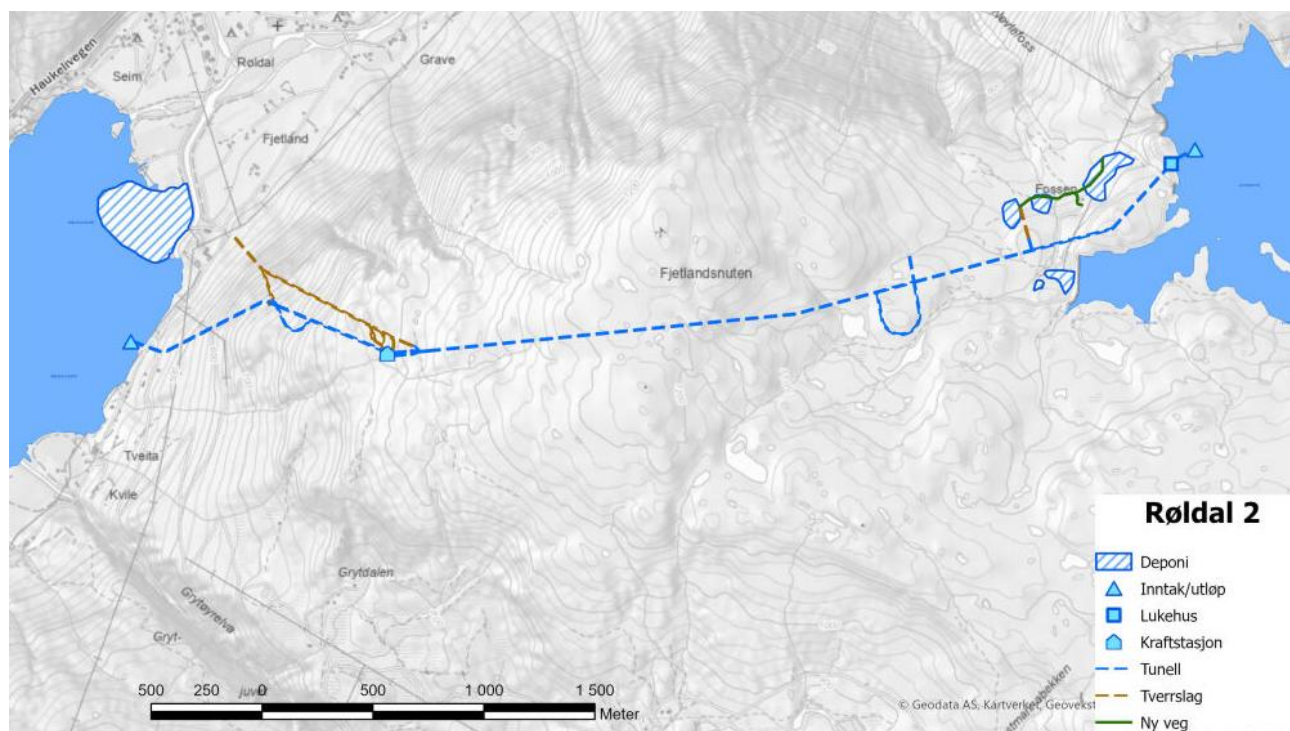 Haukelivegen
Seim
Røldal
Grave
Fjetland
Fossen
Fjetlandsnuten
Tveita
Kvile
Grytdalen
Grytøyrelva
Gryt-
juvet
500 250 0 500 1 000 1 500
Meter
© Geodata AS, Kartverket, Geovekst
Røldal 2
Deponi
Inntak/utløp
Lukehus
Kraftstasjon
Tunell
Tverrslag
Ny veg